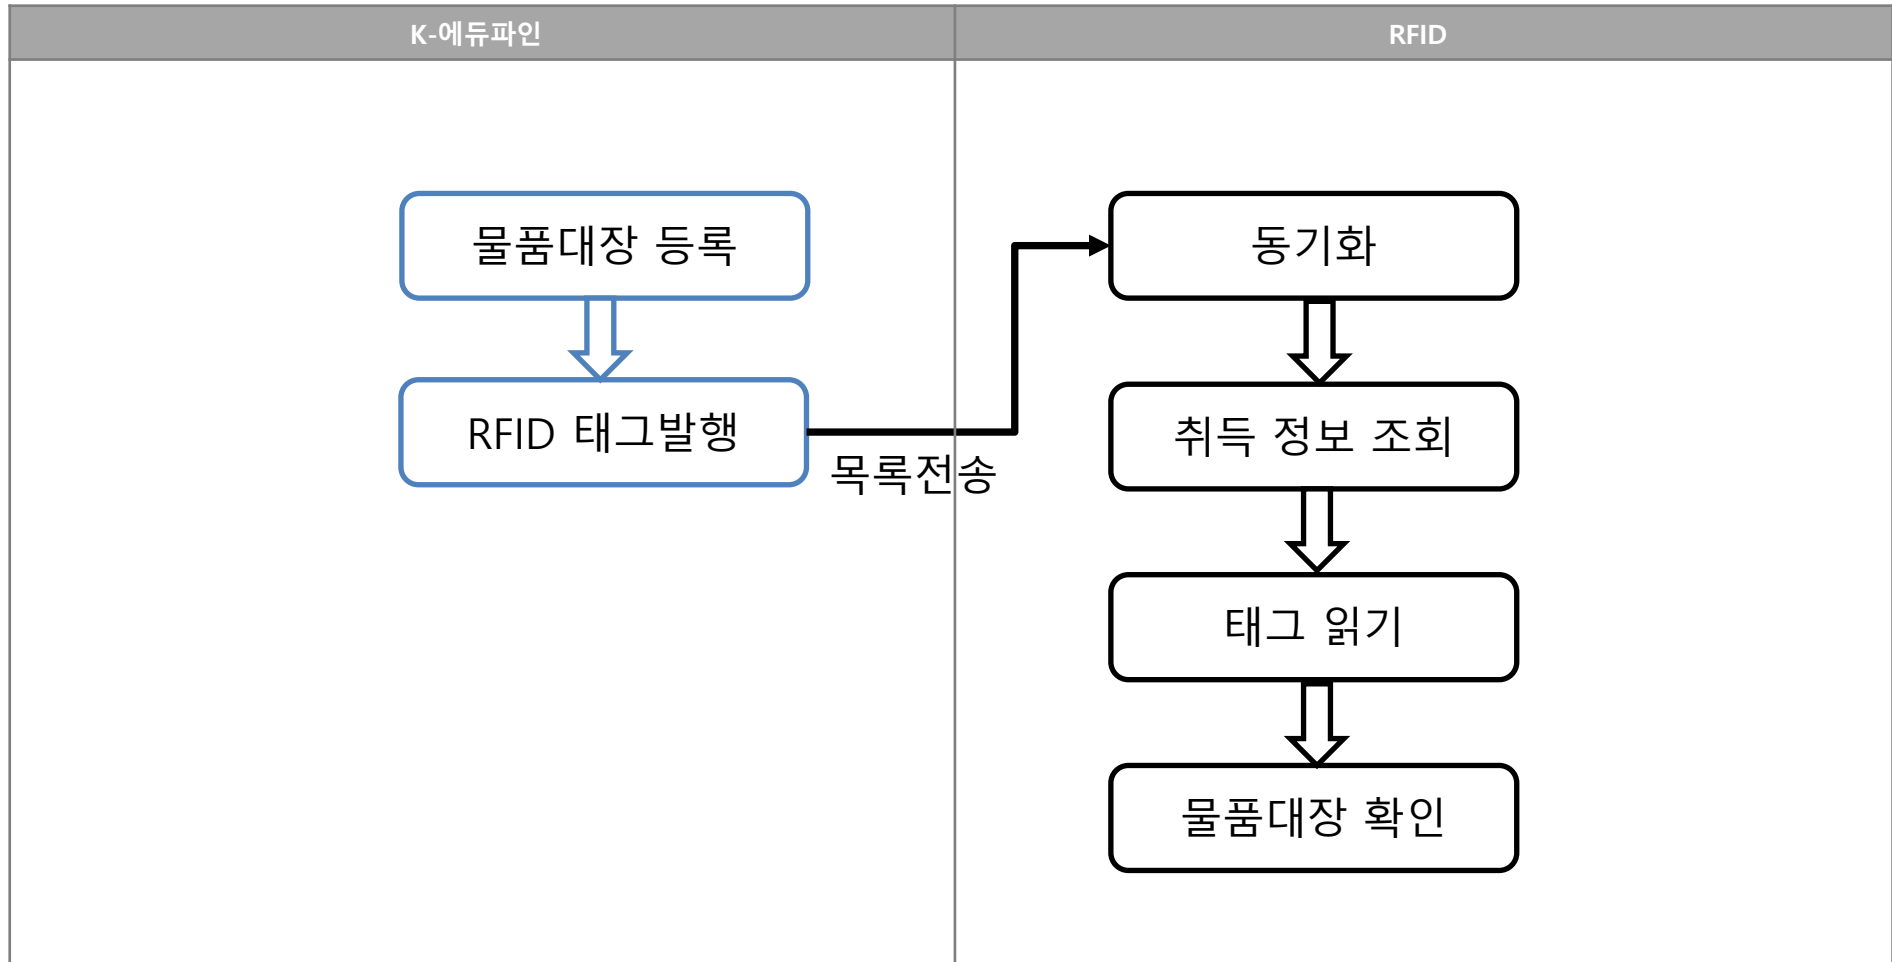 K-에듀파인
RFID
물품대장 등록
RFID 태그발행
목록전송
동기화
취득 정보 조회
태그 읽기
물품대장 확인